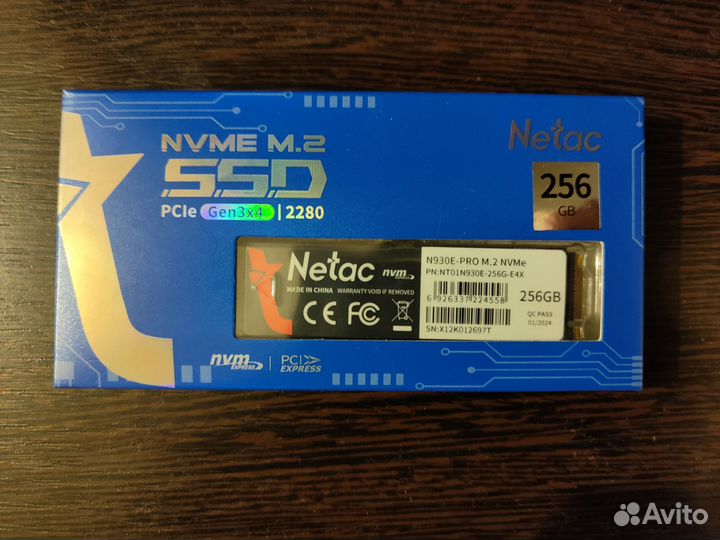 NVME M.2
SSD
PCIe Gen3x4 | 2280
Netac
256
GB
Netac nvm EXPRESS
MADE IN CHINA WARRANTY VOID IF REMOVED
CE FC
N930E-PRO M.2 NVMe
PN:NT01N930E-256G-E4X
6 926337 224558
256GB
QC PASS
01/2024
SN:X12K012697T
nvm EXPRESS | PCI EXPRESS
Avito